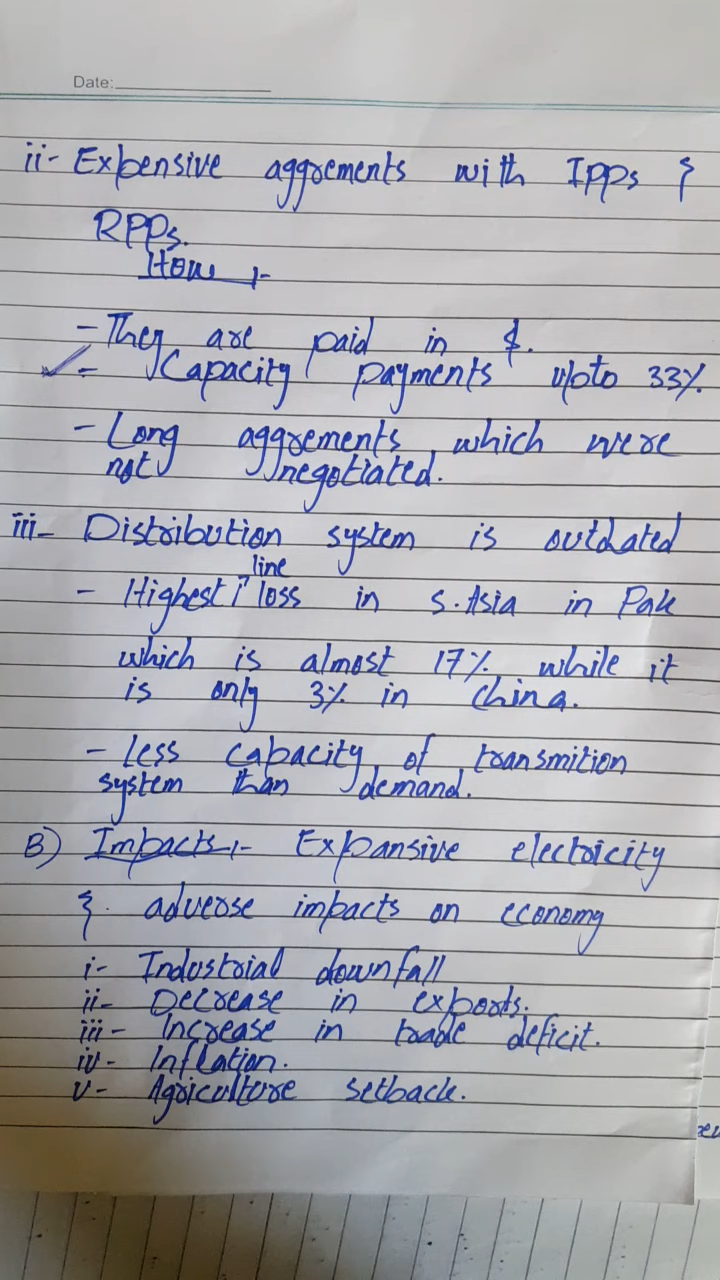 Date:
ii- Expensive aggrements with IPPs &
RPPs.
How :-
- They are paid in $.
- Capacity payments upto 33%
- Long aggrements which were
not negotiated.
iii- Distribution system is outdated
line
- Highest loss in S.Asia in Pak
which is almost 17% while it
is only 3% in China.
- less capacity of transmition
system than demand.
B) Impacts:- Expansive electricity
& adverse impacts on economy
i- Industrial downfall
ii- Decrease in exports.
iii- Increase in trade deficit.
iv- Inflation.
v- Agriculture setback.